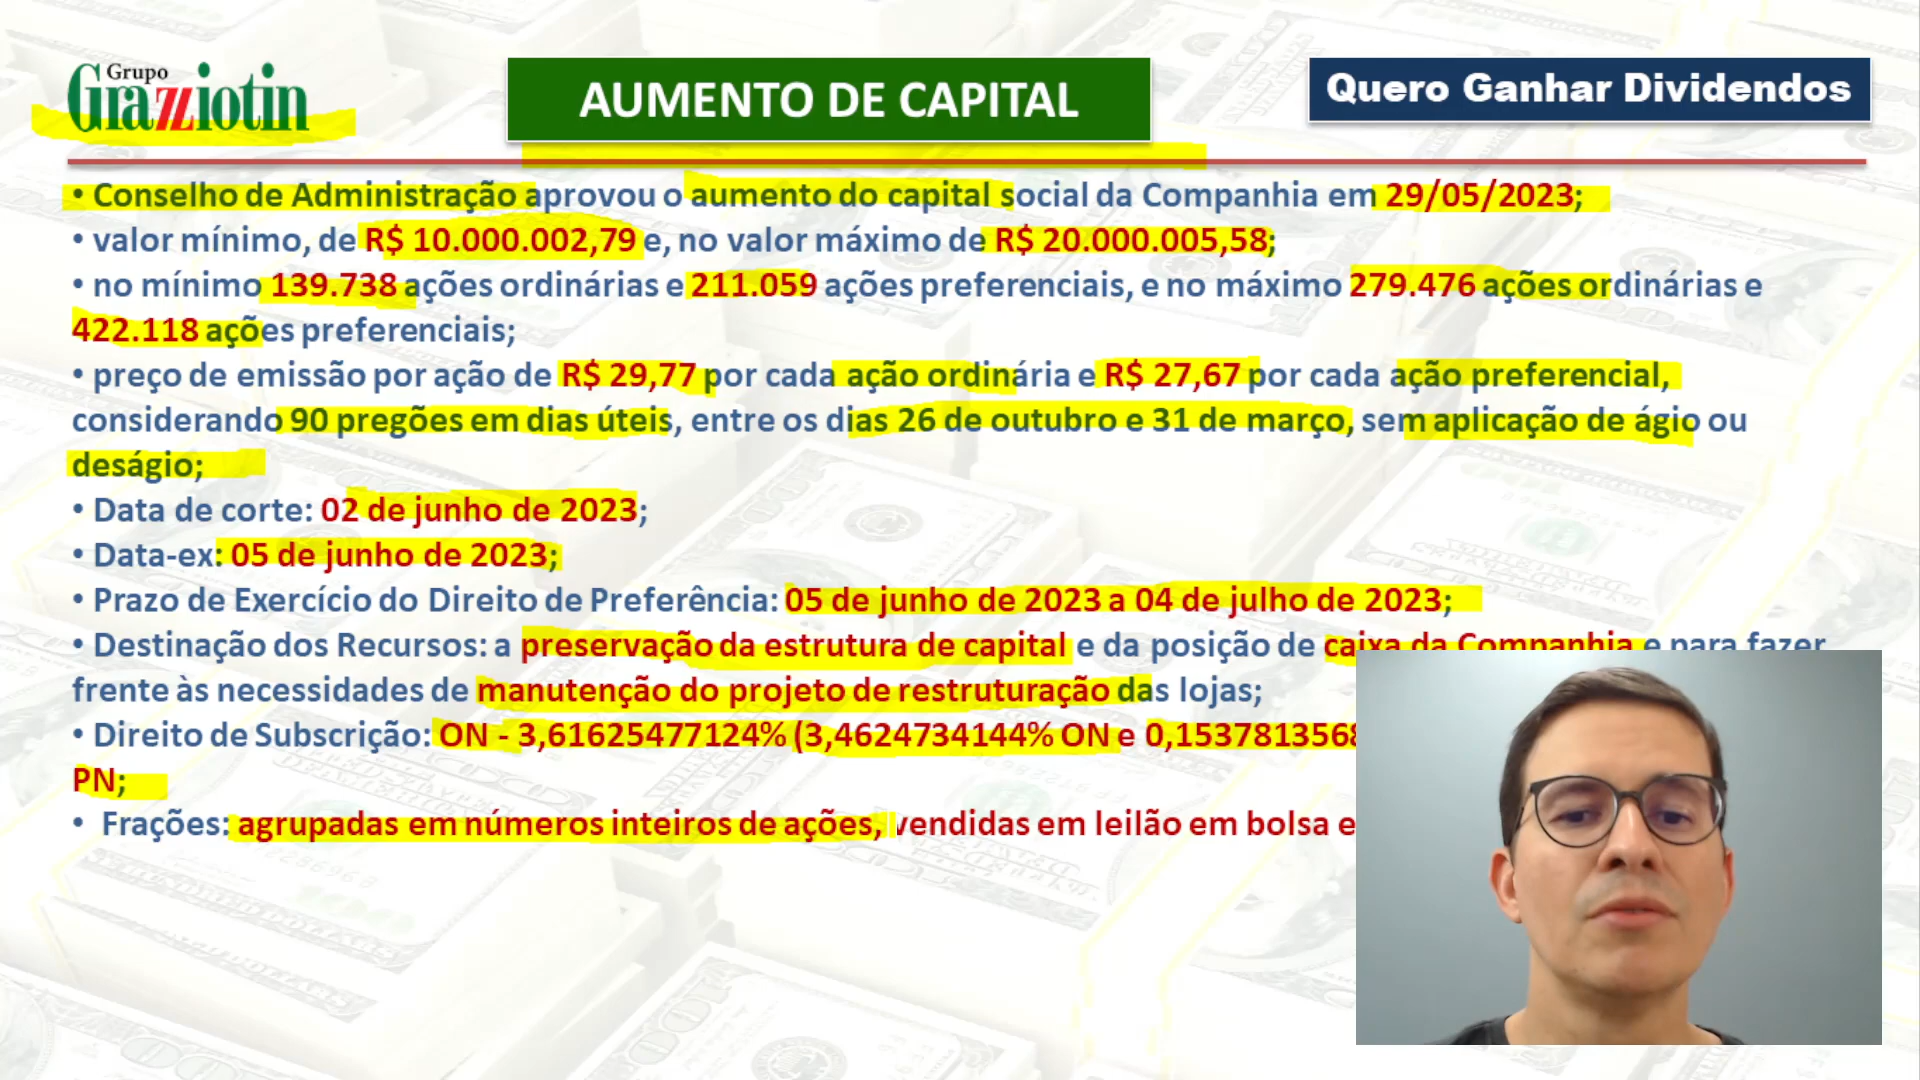 Grupo
Grazziotin
AUMENTO DE CAPITAL
Quero Ganhar Dividendos
• Conselho de Administração aprovou o aumento do capital social da Companhia em 29/05/2023;
• valor mínimo, de R$ 10.000.002,79 e, no valor máximo de R$ 20.000.005,58;
• no mínimo 139.738 ações ordinárias e 211.059 ações preferenciais, e no máximo 279.476 ações ordinárias e
422.118 ações preferenciais;
• preço de emissão por ação de R$ 29,77 por cada ação ordinária e R$ 27,67 por cada ação preferencial,
considerando 90 pregões em dias úteis, entre os dias 26 de outubro e 31 de março, sem aplicação de ágio ou
deságio;
• Data de corte: 02 de junho de 2023;
• Data-ex: 05 de junho de 2023;
• Prazo de Exercício do Direito de Preferência: 05 de junho de 2023 a 04 de julho de 2023;
• Destinação dos Recursos: a preservação da estrutura de capital e da posição de caixa da Companhia e para fazer
frente às necessidades de manutenção do projeto de restruturação das lojas;
• Direito de Subscrição: ON - 3,61625477124% (3,4624734144% ON e 0,153781356
PN;
• Frações: agrupadas em números inteiros de ações, vendidas em leilão em bolsa e